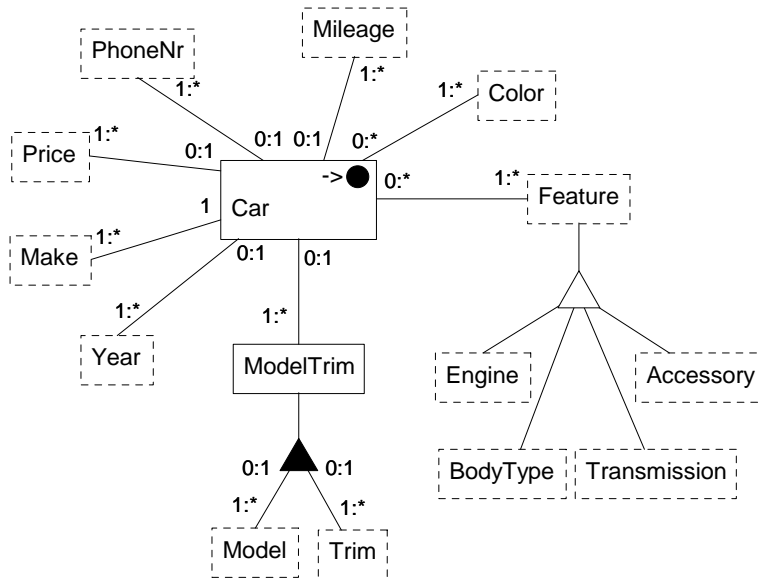 Mileage
PhoneNr
1:*
1:*
1:*
Color
1:*
Price
0:1
0:1
0:1
0:*
->
0:*
1:*
Feature
1
Car
Make
1:*
0:1
0:1
1:*
1:*
Year
ModelTrim
Engine
Accessory
0:1
0:1
BodyType
Transmission
1:*
1:*
Model
Trim